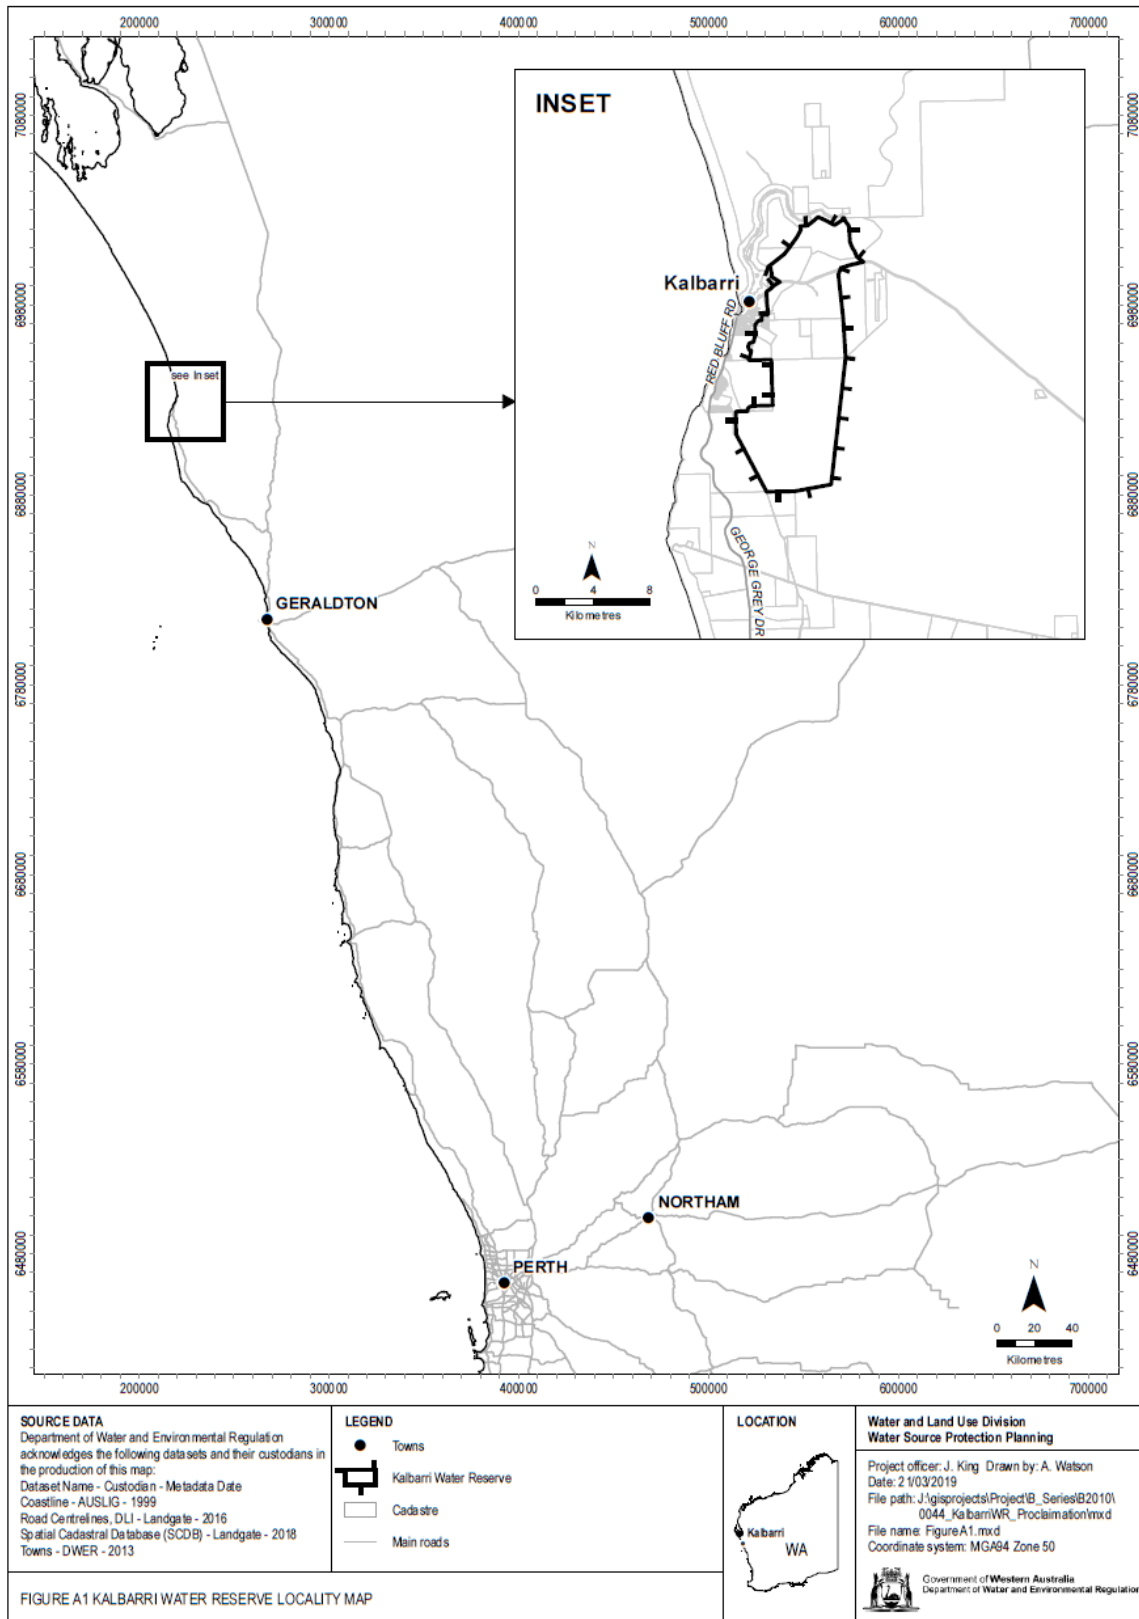 200000 300000 400000 500000 600000 700000
7080000
6980000
6880000
6780000
6680000
6580000
6480000
7080000
6980000
6880000
6780000
6680000
6580000
6480000
INSET
Kalbarri
RED BLUFF RD
GEORGE GREY DR
N
0 4 8
Kilometres
see Inset
GERALDTON
NORTHAM
PERTH
N
0 20 40
Kilometres
200000 300000 400000 500000 600000 700000
SOURCE DATA
Department of Water and Environmental Regulation
acknowledges the following datasets and their custodians in
the production of this map:
Dataset Name - Custodian - Metadata Date
Coastline - AUSLIG - 1999
Road Centrelines, DLI - Landgate - 2016
Spatial Cadastral Database (SCDB) - Landgate - 2018
Towns - DWER - 2013
LEGEND
Towns
Kalbarri Water Reserve
Cadastre
Main roads
LOCATION
Kalbarri
WA
Water and Land Use Division
Water Source Protection Planning
Project officer: J. King Drawn by: A. Watson
Date: 21/03/2019
File path: J:\gisprojects\Project\B_Series\B2010\
0044_KalbarriWR_Proclaimation\mxd
File name: FigureA1.mxd
Coordinate system: MGA94 Zone 50
Government of Western Australia
Department of Water and Environmental Regulation
FIGURE A1 KALBARRI WATER RESERVE LOCALITY MAP